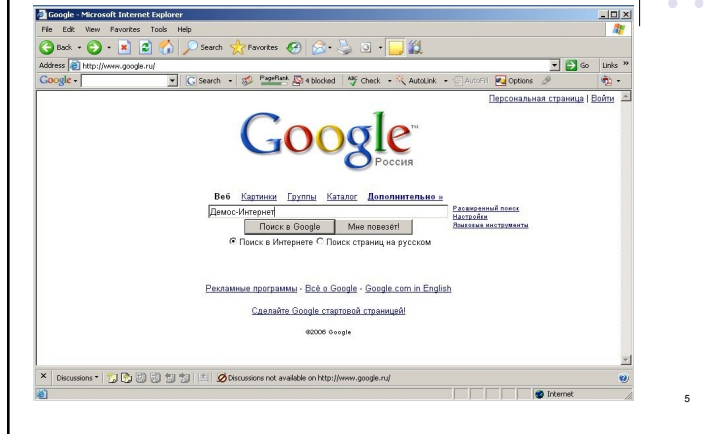 Google - Microsoft Internet Explorer
File Edit View Favorites Tools Help
Back Search Favorites
Address http://www.google.ru/ Go Links »
Google Search PageRank 4 blocked Check AutoLink AutoFill Options
Персональная страница | Войти
Google™
Россия
Веб Картинки Группы Каталог Дополнительно »
Демос-Интернет
Расширенный поиск
Настройки
Языковые инструменты
Поиск в Google Мне повезёт!
Поиск в Интернете Поиск страниц на русском
Рекламные программы - Всё о Google - Google.com in English
Сделайте Google стартовой страницей!
©2006 Google
Discussions Discussions not available on http://www.google.ru/
Internet
5